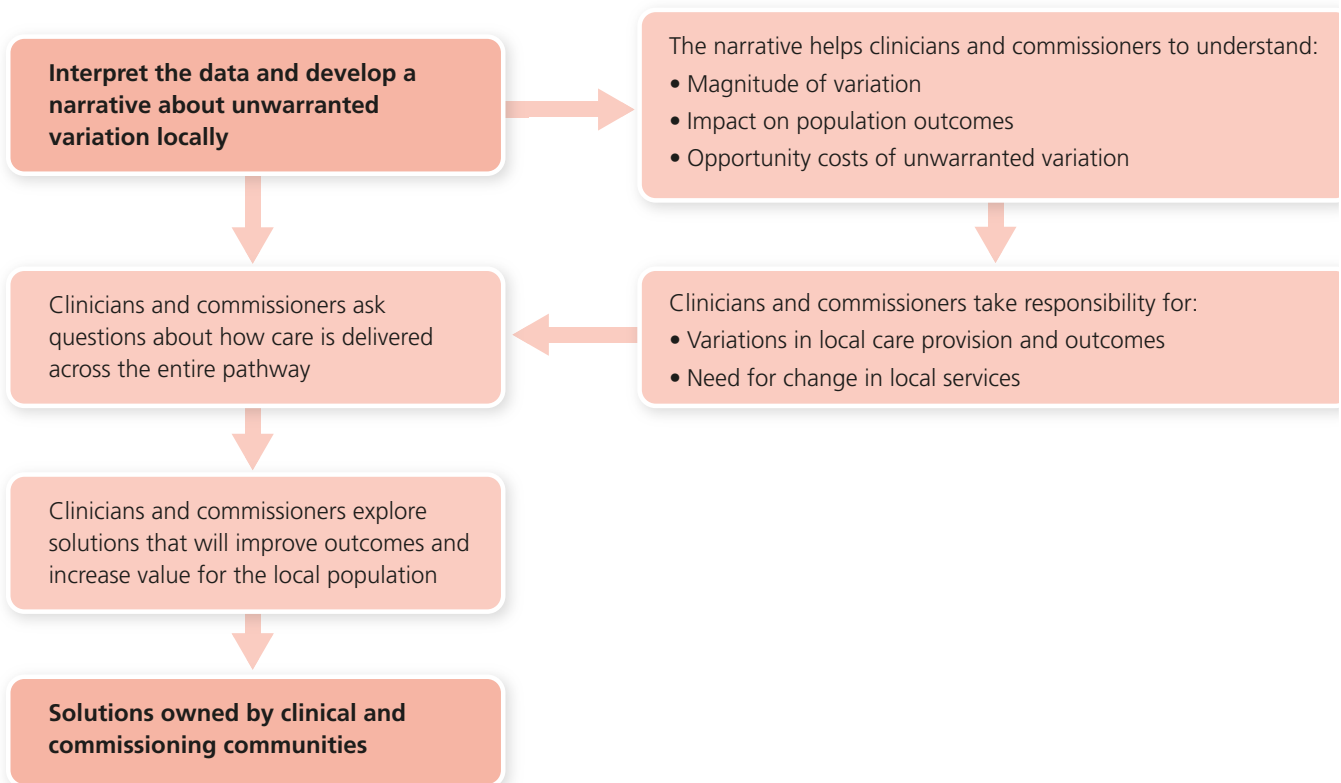 Interpret the data and develop a
narrative about unwarranted
variation locally
The narrative helps clinicians and commissioners to understand:
• Magnitude of variation
• Impact on population outcomes
• Opportunity costs of unwarranted variation
Clinicians and commissioners take responsibility for:
• Variations in local care provision and outcomes
• Need for change in local services
Clinicians and commissioners ask
questions about how care is delivered
across the entire pathway
Clinicians and commissioners explore
solutions that will improve outcomes and
increase value for the local population
Solutions owned by clinical and
commissioning communities